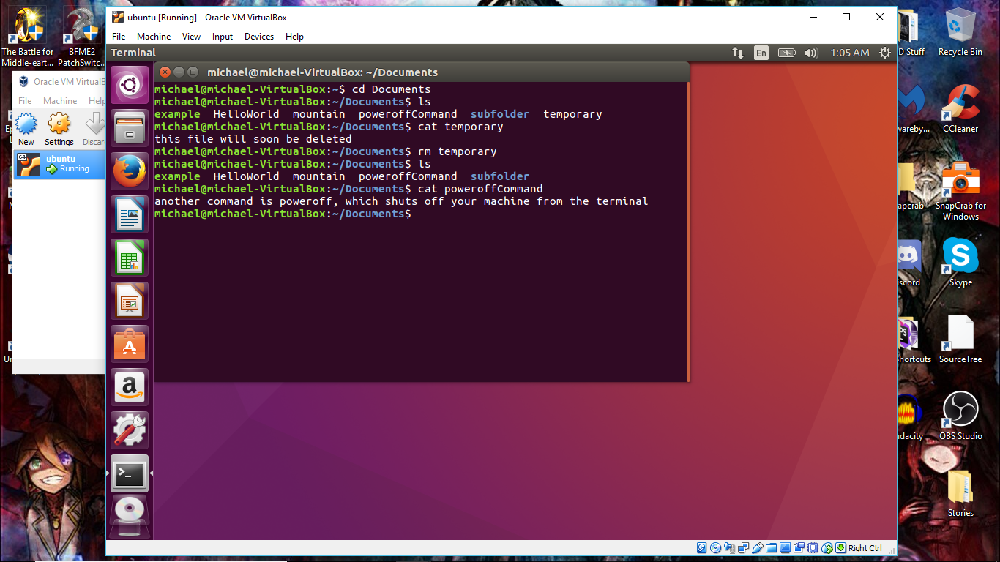 ubuntu [Running] - Oracle VM VirtualBox
File Machine View Input Devices Help
Terminal
En
1:05 AM
michael@michael-VirtualBox: ~/Documents
michael@michael-VirtualBox:~$ cd Documents
michael@michael-VirtualBox:~/Documents$ ls
example HelloWorld mountain poweroffCommand subfolder temporary
michael@michael-VirtualBox:~/Documents$ cat temporary
this file will soon be deleted
michael@michael-VirtualBox:~/Documents$ rm temporary
michael@michael-VirtualBox:~/Documents$ ls
example HelloWorld mountain poweroffCommand subfolder
michael@michael-VirtualBox:~/Documents$ cat poweroffCommand
another command is poweroff, which shuts off your machine from the terminal
michael@michael-VirtualBox:~/Documents$
Right Ctrl
The Battle for
Middle-eart...
BFME2
PatchSwitc...
Oracle VM VirtualB
File Machine Help
New Settings Discar
64
ubuntu
Running
D Stuff
Recycle Bin
wareby...
CCleaner
apcrab
SnapCrab for
Windows
iscord
Skype
hortcuts
SourceTree
udacity
OBS Studio
Stories